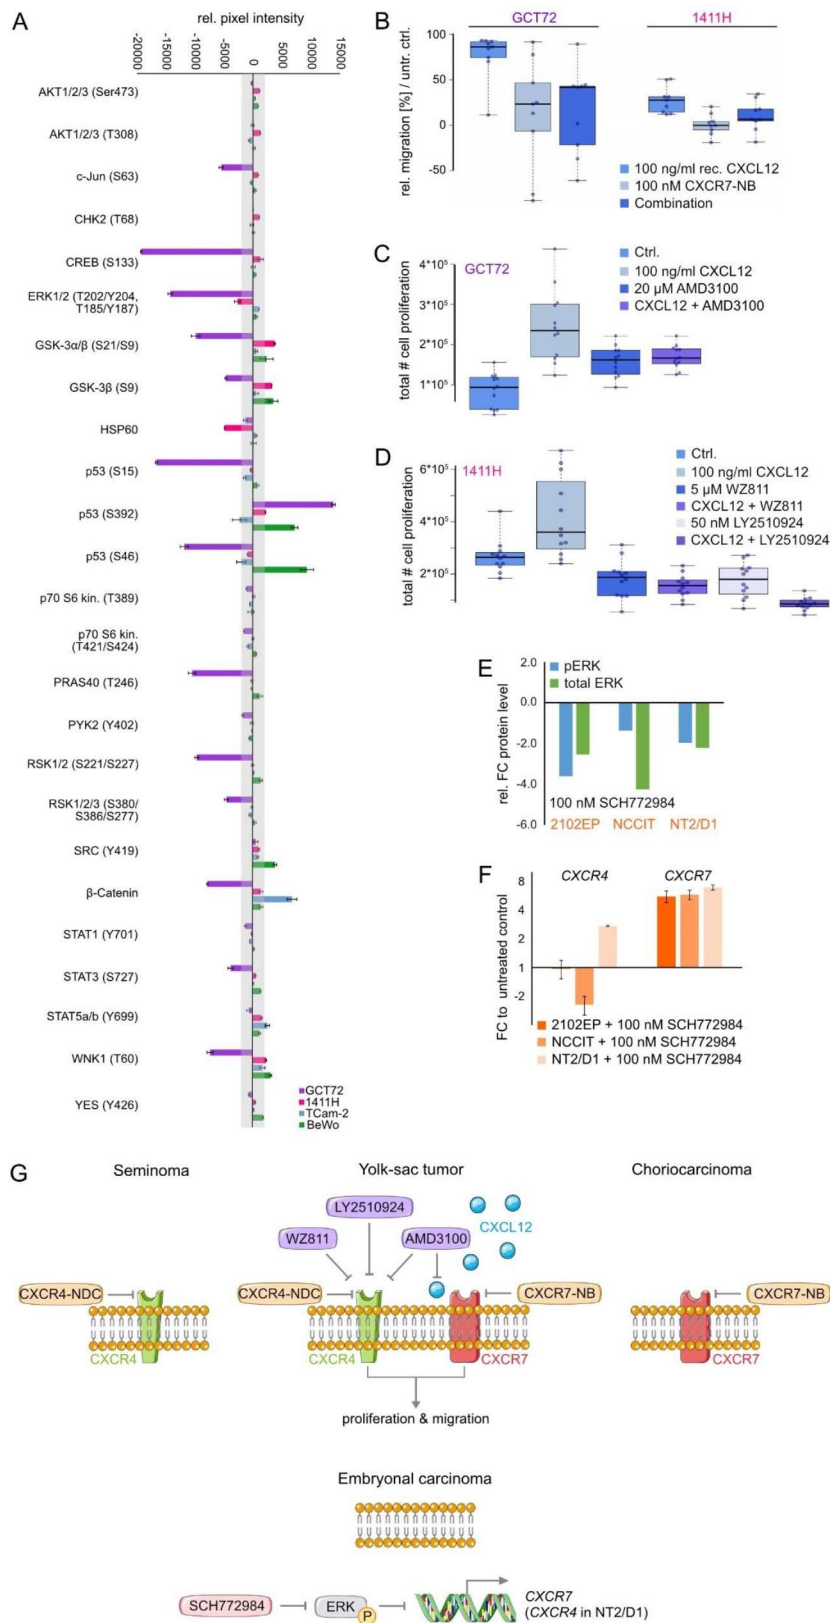 A
rel. pixel intensity
-20000
-15000
-10000
-5000
0
5000
10000
15000
AKT1/2/3 (Ser473)
AKT1/2/3 (T308)
c-Jun (S63)
CHK2 (T68)
CREB (S133)
ERK1/2 (T202/Y204,
T185/Y187)
GSK-3α/β (S21/S9)
GSK-3β (S9)
HSP60
p53 (S15)
p53 (S392)
p53 (S46)
p70 S6 kin. (T389)
p70 S6 kin.
(T421/S424)
PRAS40 (T246)
PYK2 (Y402)
RSK1/2 (S221/S227)
RSK1/2/3 (S380/
S386/S277)
SRC (Y419)
β-Catenin
STAT1 (Y701)
STAT3 (S727)
STAT5a/b (Y699)
WNK1 (T60)
YES (Y426)
GCT72
1411H
TCam-2
BeWo
B
GCT72
1411H
rel. migration [%] / untr. ctrl.
100
50
0
-50
100 ng/ml rec. CXCL12
100 nM CXCR7-NB
Combination
C
GCT72
total # cell proliferation
4*10⁵
3*10⁵
2*10⁵
1*10⁵
Ctrl.
100 ng/ml CXCL12
20 µM AMD3100
CXCL12 + AMD3100
D
1411H
total # cell proliferation
6*10⁵
4*10⁵
2*10⁵
Ctrl.
100 ng/ml CXCL12
5 µM WZ811
CXCL12 + WZ811
50 nM LY2510924
CXCL12 + LY2510924
E
rel. FC protein level
2.0
0.0
-2.0
-4.0
-6.0
pERK
total ERK
100 nM SCH772984
2102EP NCCIT NT2/D1
F
CXCR4 CXCR7
FC to untreated control
8
4
2
1
-2
2102EP + 100 nM SCH772984
NCCIT + 100 nM SCH772984
NT2/D1 + 100 nM SCH772984
G
Seminoma
Yolk-sac tumor
Choriocarcinoma
LY2510924
WZ811
AMD3100
CXCL12
CXCR4-NDC
CXCR4-NDC
CXCR7-NB
CXCR7-NB
CXCR4
CXCR4
CXCR7
CXCR7
proliferation & migration
Embryonal carcinoma
SCH772984
ERK
P
CXCR7
(CXCR4 in NT2/D1)